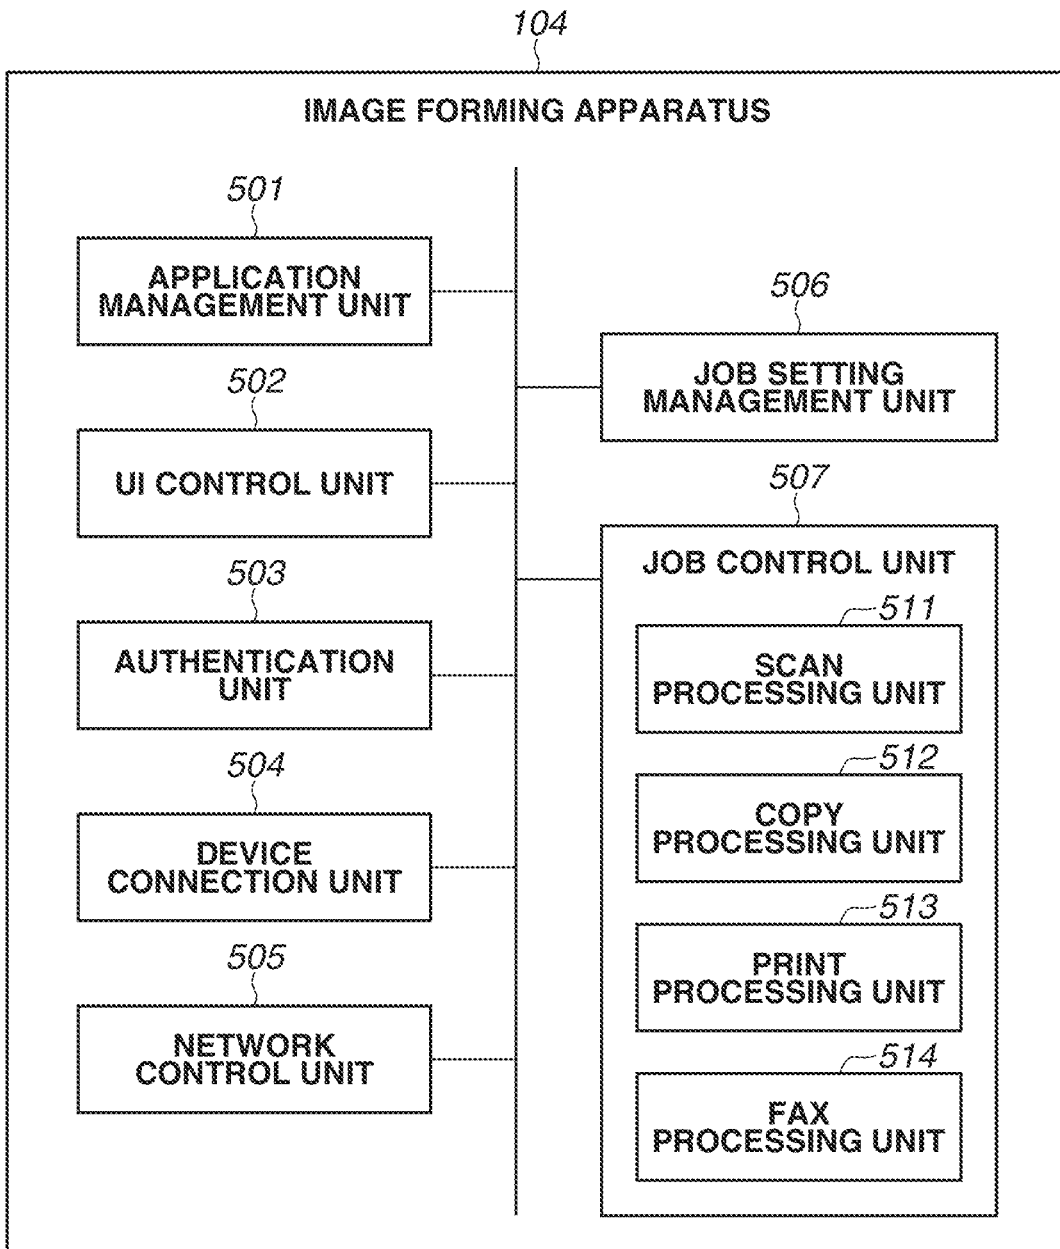 104
IMAGE FORMING APPARATUS
501
APPLICATION
MANAGEMENT UNIT
502
UI CONTROL UNIT
503
AUTHENTICATION
UNIT
504
DEVICE
CONNECTION UNIT
505
NETWORK
CONTROL UNIT
506
JOB SETTING
MANAGEMENT UNIT
507
JOB CONTROL UNIT
511
SCAN
PROCESSING UNIT
512
COPY
PROCESSING UNIT
513
PRINT
PROCESSING UNIT
514
FAX
PROCESSING UNIT